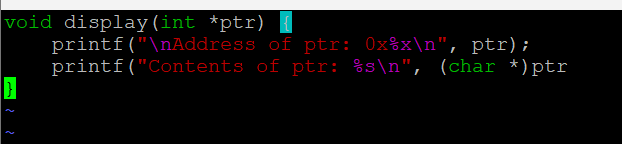 void display(int *ptr) {
    printf("\nAddress of ptr: 0x%x\n", ptr);
    printf("Contents of ptr: %s\n", (char *)ptr
}
~
~